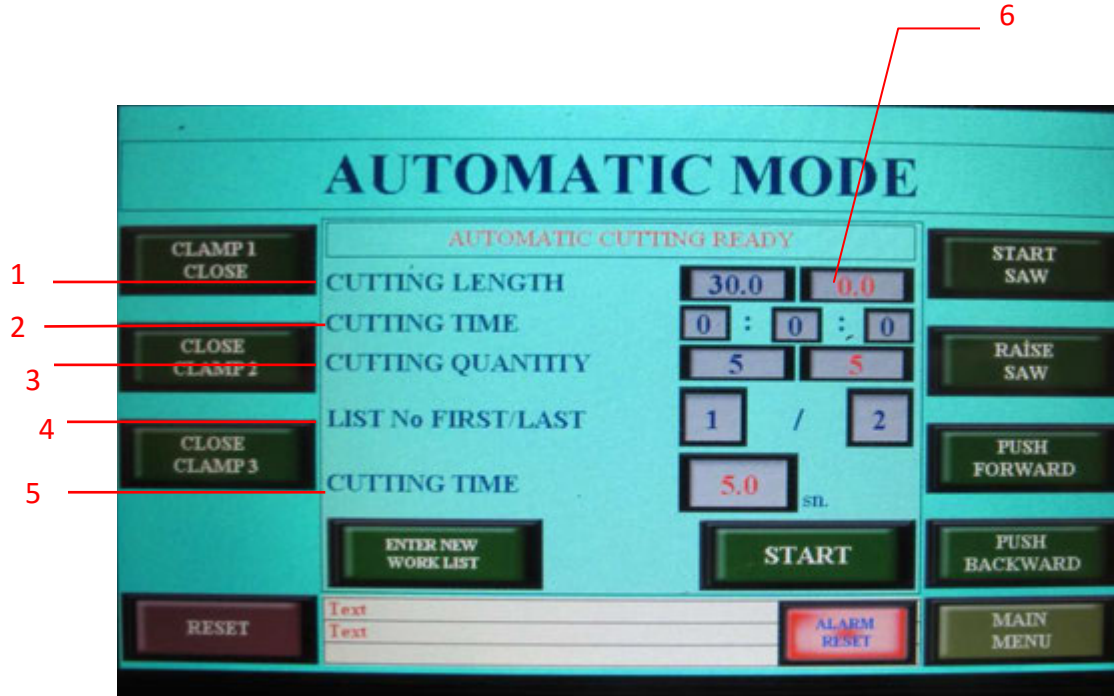 6
AUTOMATIC MODE
AUTOMATIC CUTTING READY
CLAMP 1
CLOSE
START
SAW
1
CUTTING LENGTH
30.0
0.0
2
CUTTING TIME
0 : 0 : 0
CLOSE
CLAMP 2
RAİSE
SAW
3
CUTTING QUANTITY
5
5
4
LIST No FIRST/LAST
1 / 2
CLOSE
CLAMP 3
PUSH
FORWARD
5
CUTTING TIME
5.0 sn.
ENTER NEW
WORK LIST
START
PUSH
BACKWARD
RESET
Text
Text
ALARM
RESET
MAIN
MENU